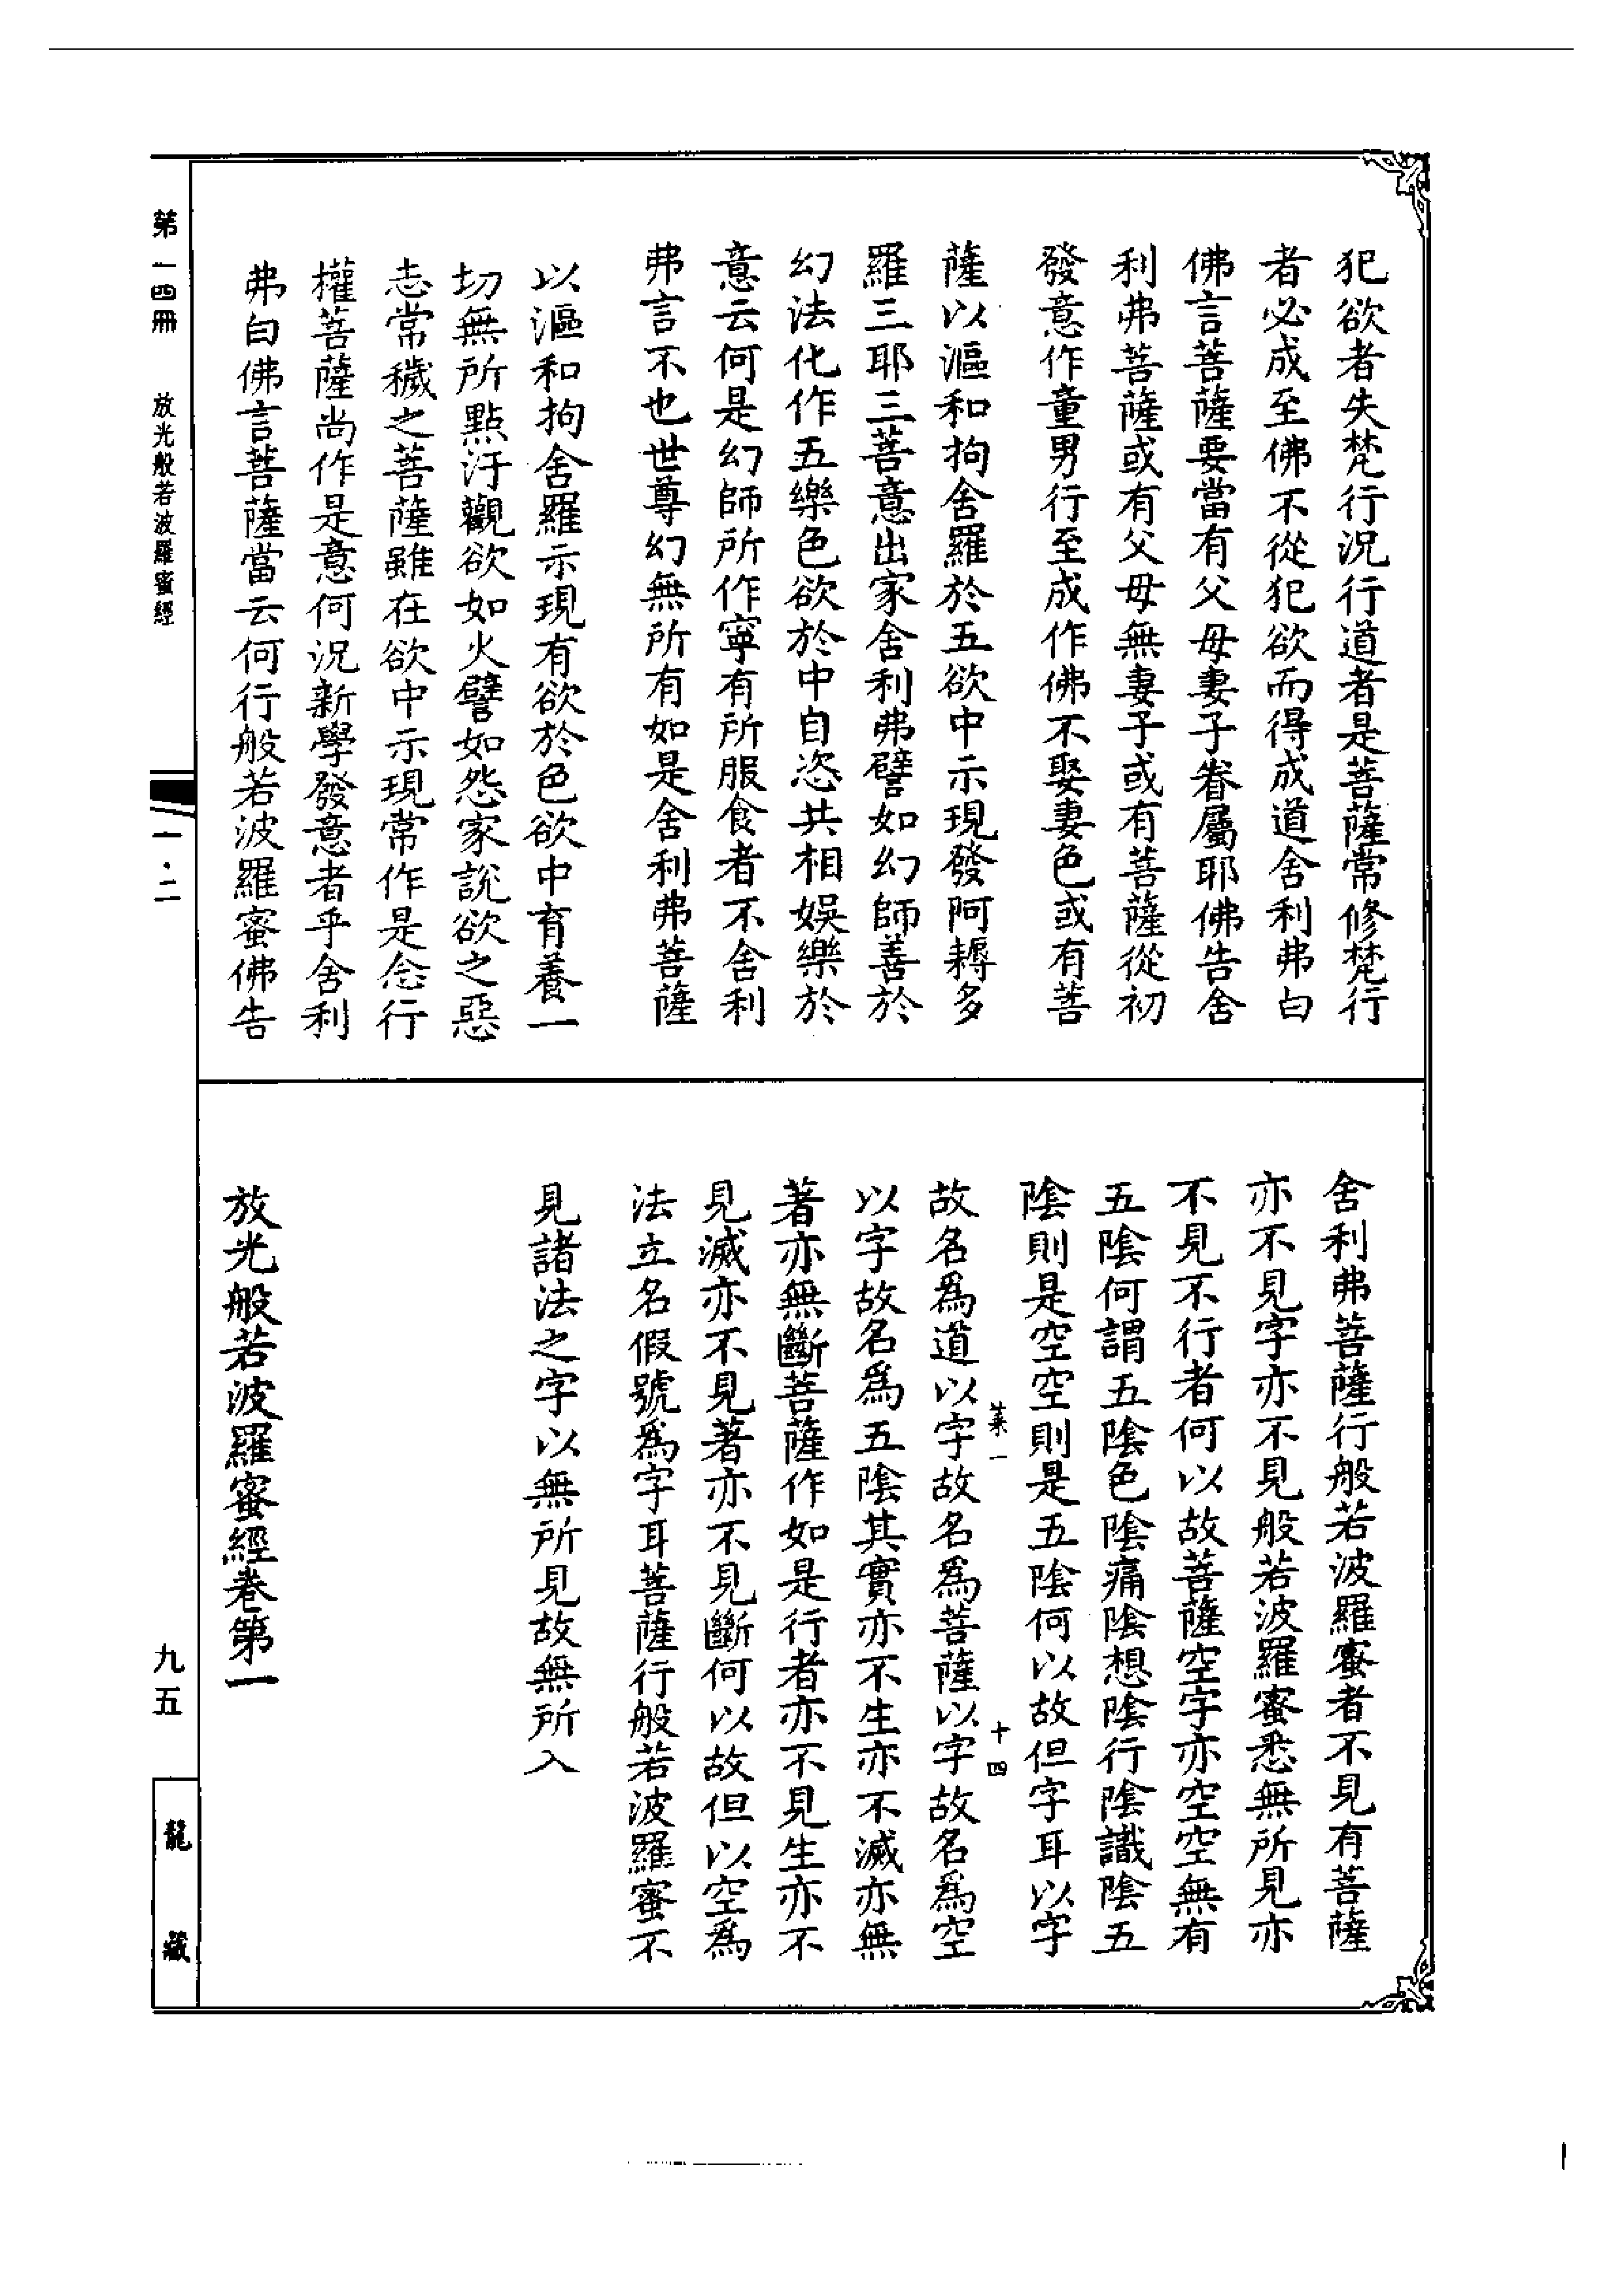 犯欲者失梵行況行道者是菩薩常修梵行
者必成至佛不從犯欲而得成道舍利弗白
佛言菩薩要當有父母妻子眷屬耶佛告舍
利弗菩薩或有父母無妻子或有菩薩從初
發意作童男行至成作佛不娶妻色或有菩
薩以漚和拘舍羅於五欲中示現發阿耨多
羅三耶三菩意出家舍利弗譬如幻師善於
幻法化作五樂色欲於中自恣共相娛樂於
意云何是幻師所作寧有所服食者不舍利
弗言不也世尊幻無所有如是舍利弗菩薩
以漚和拘舍羅示現有欲於色欲中育養一
切無所點汙觀欲如火譬如怨家說欲之惡
志常穢之菩薩雖在欲中示現常作是念行
權菩薩尚作是意何況新學發意者乎舍利
弗白佛言菩薩當云何行般若波羅蜜佛告
舍利弗菩薩行般若波羅蜜者不見有菩薩
亦不見字亦不見般若波羅蜜悉無所見亦
不見不行者何以故菩薩空字亦空空無有
五陰何謂五陰色陰痛陰想陰行陰識陰五
陰則是空空則是五陰何以故但字耳以字
菜一 十四
故名為道以字故名為菩薩以字故名為空
以字故名為五陰其實亦不生亦不滅亦無
著亦無斷菩薩作如是行者亦不見生亦不
見滅亦不見著亦不見斷何以故但以空為
法立名假號為字耳菩薩行般若波羅蜜不
見諸法之字以無所見故無所入
放光般若波羅蜜經卷第一
第一四冊 放光般若波羅蜜經 一·二 九五 龍藏